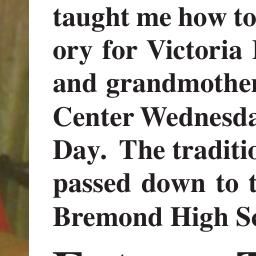 taught me how to
ory for Victoria
and grandmother
Center Wednesda
Day. The traditio
passed down to t
Bremond High S